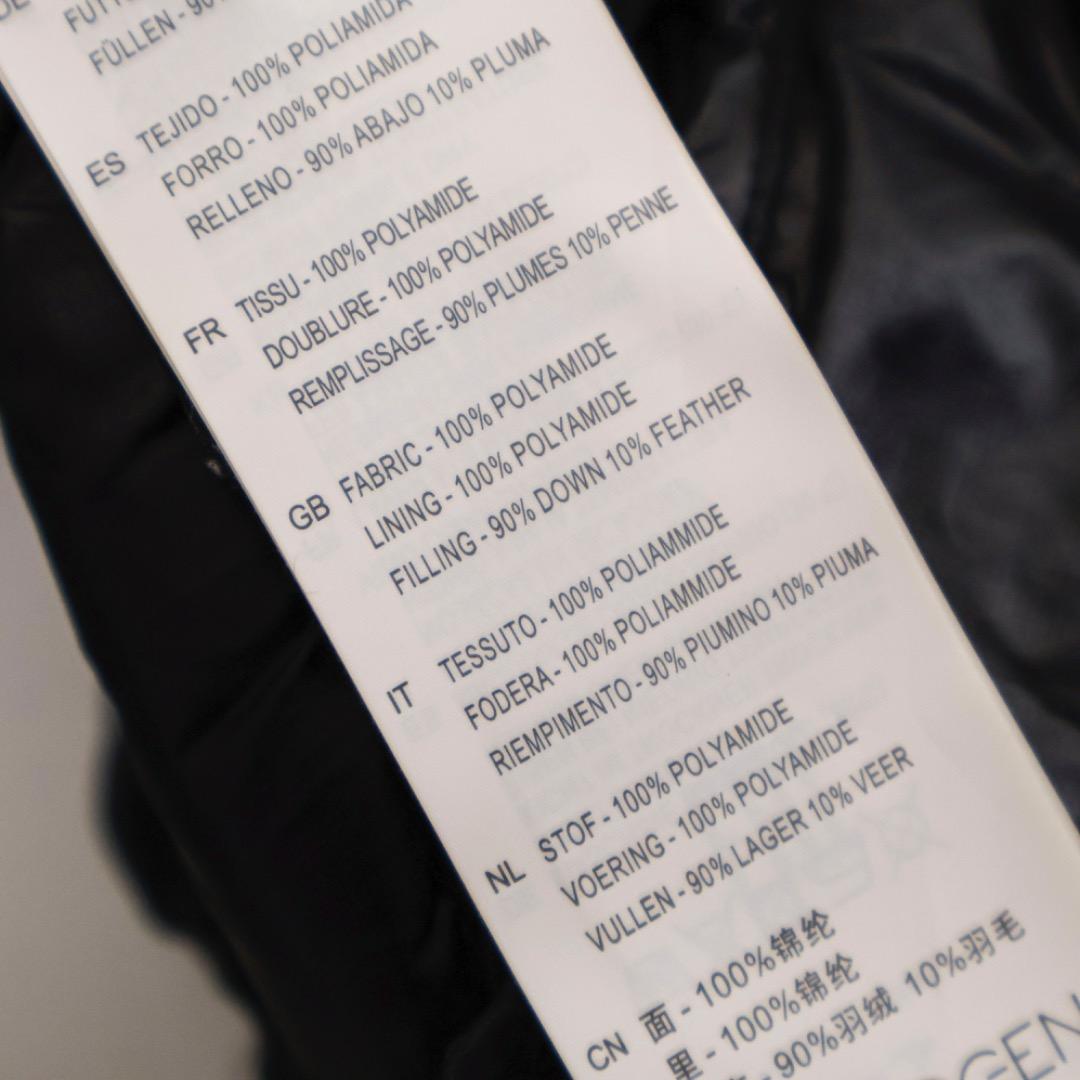 FÜLLEN - 90%
ES TEJIDO - 100% POLIAMIDA
FORRO - 100% POLIAMIDA
RELLENO - 90% ABAJO 10% PLUMA
FR TISSU - 100% POLYAMIDE
DOUBLURE - 100% POLYAMIDE
REMPLISSAGE - 90% PLUMES 10% PENNE
GB FABRIC - 100% POLYAMIDE
LINING - 100% POLYAMIDE
FILLING - 90% DOWN 10% FEATHER
IT TESSUTO - 100% POLIAMMIDE
FODERA - 100% POLIAMMIDE
RIEMPIMENTO - 90% PIUMINO 10% PIUMA
NL STOF - 100% POLYAMIDE
VOERING - 100% POLYAMIDE
VULLEN - 90% LAGER 10% VEER
CN 面 - 100%锦纶
里 - 100%锦纶
- 90%羽绒 10%羽毛